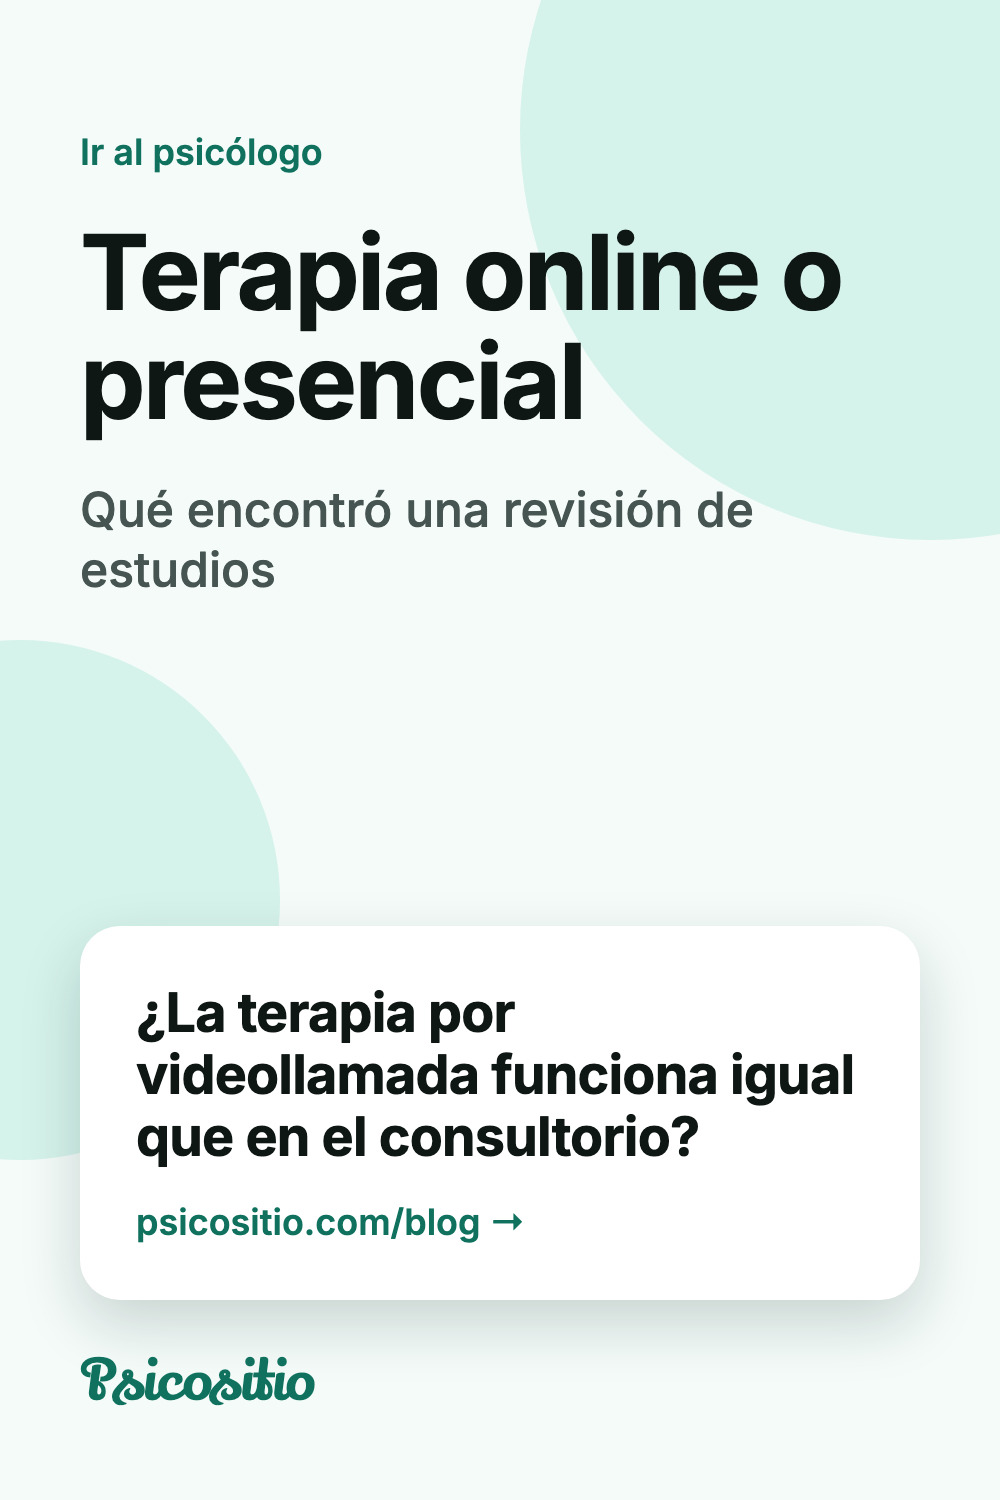 Ir al psicólogo
Terapia online o
presencial
Qué encontró una revisión de
estudios
¿La terapia por
videollamada funciona igual
que en el consultorio?
psicositio.com/blog →
Psicositio